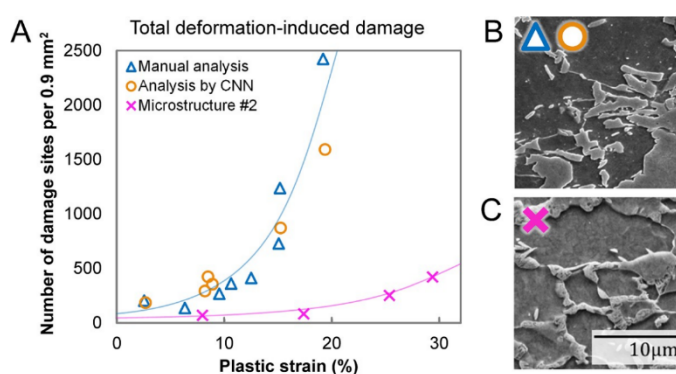 A
Total deformation-induced damage
Number of damage sites per 0.9 mm²
2500
2000
1500
1000
500
0
Manual analysis
Analysis by CNN
Microstructure #2
0
10
20
30
Plastic strain (%)
B
C
10μm